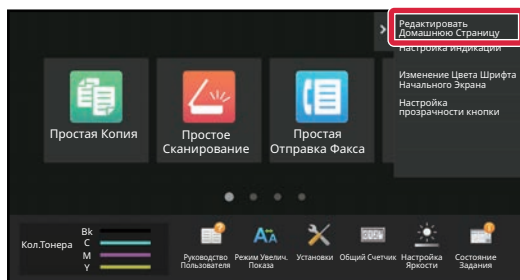 Редактировать
Домашнюю Страницу
Настройка индикации
Изменение Цвета Шрифта
Начального Экрана
Настройка
прозрачности кнопки
Простая Копия
Простое
Сканирование
Простая
Отправка Факса
Кол.Тонера
Bk
C
M
Y
Руководство
Пользователя
Режим Увелич.
Показа
Установки
Общий Счетчик
Настройка
Яркости
Состояние
Задания